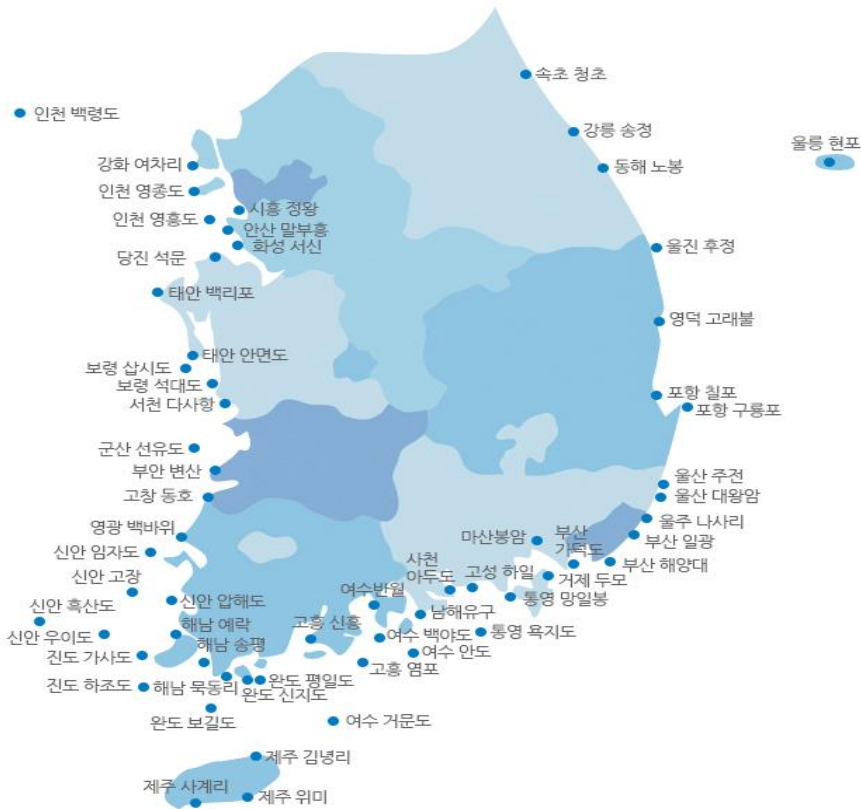 속초 청초
인천 백령도
강릉 송정
울릉 현포
강화 여차리
동해 노봉
인천 영종도
시흥 정왕
인천 영흥도
안산 말부흥
화성 서신
울진 후정
당진 석문
태안 백리포
영덕 고래불
태안 안면도
보령 삽시도
보령 석대도
포항 칠포
서천 다사항
포항 구룡포
군산 선유도
부안 변산
울산 주전
고창 동호
울산 대왕암
영광 백바위
울주 나사리
마산봉암
부산
가덕도
부산 일광
신안 임자도
사천
아두도
고성 하일
거제 두모
부산 해양대
신안 고장
여수반월
통영 망일봉
신안 흑산도
신안 압해도
남해유구
신안 우이도
해남 예락
고흥 신흥
여수 백야도
통영 욕지도
해남 송평
여수 안도
진도 가사도
고흥 염포
진도 하조도
해남 묵동리
완도 평일도
완도 신지도
완도 보길도
여수 거문도
제주 김녕리
제주 사계리
제주 위미